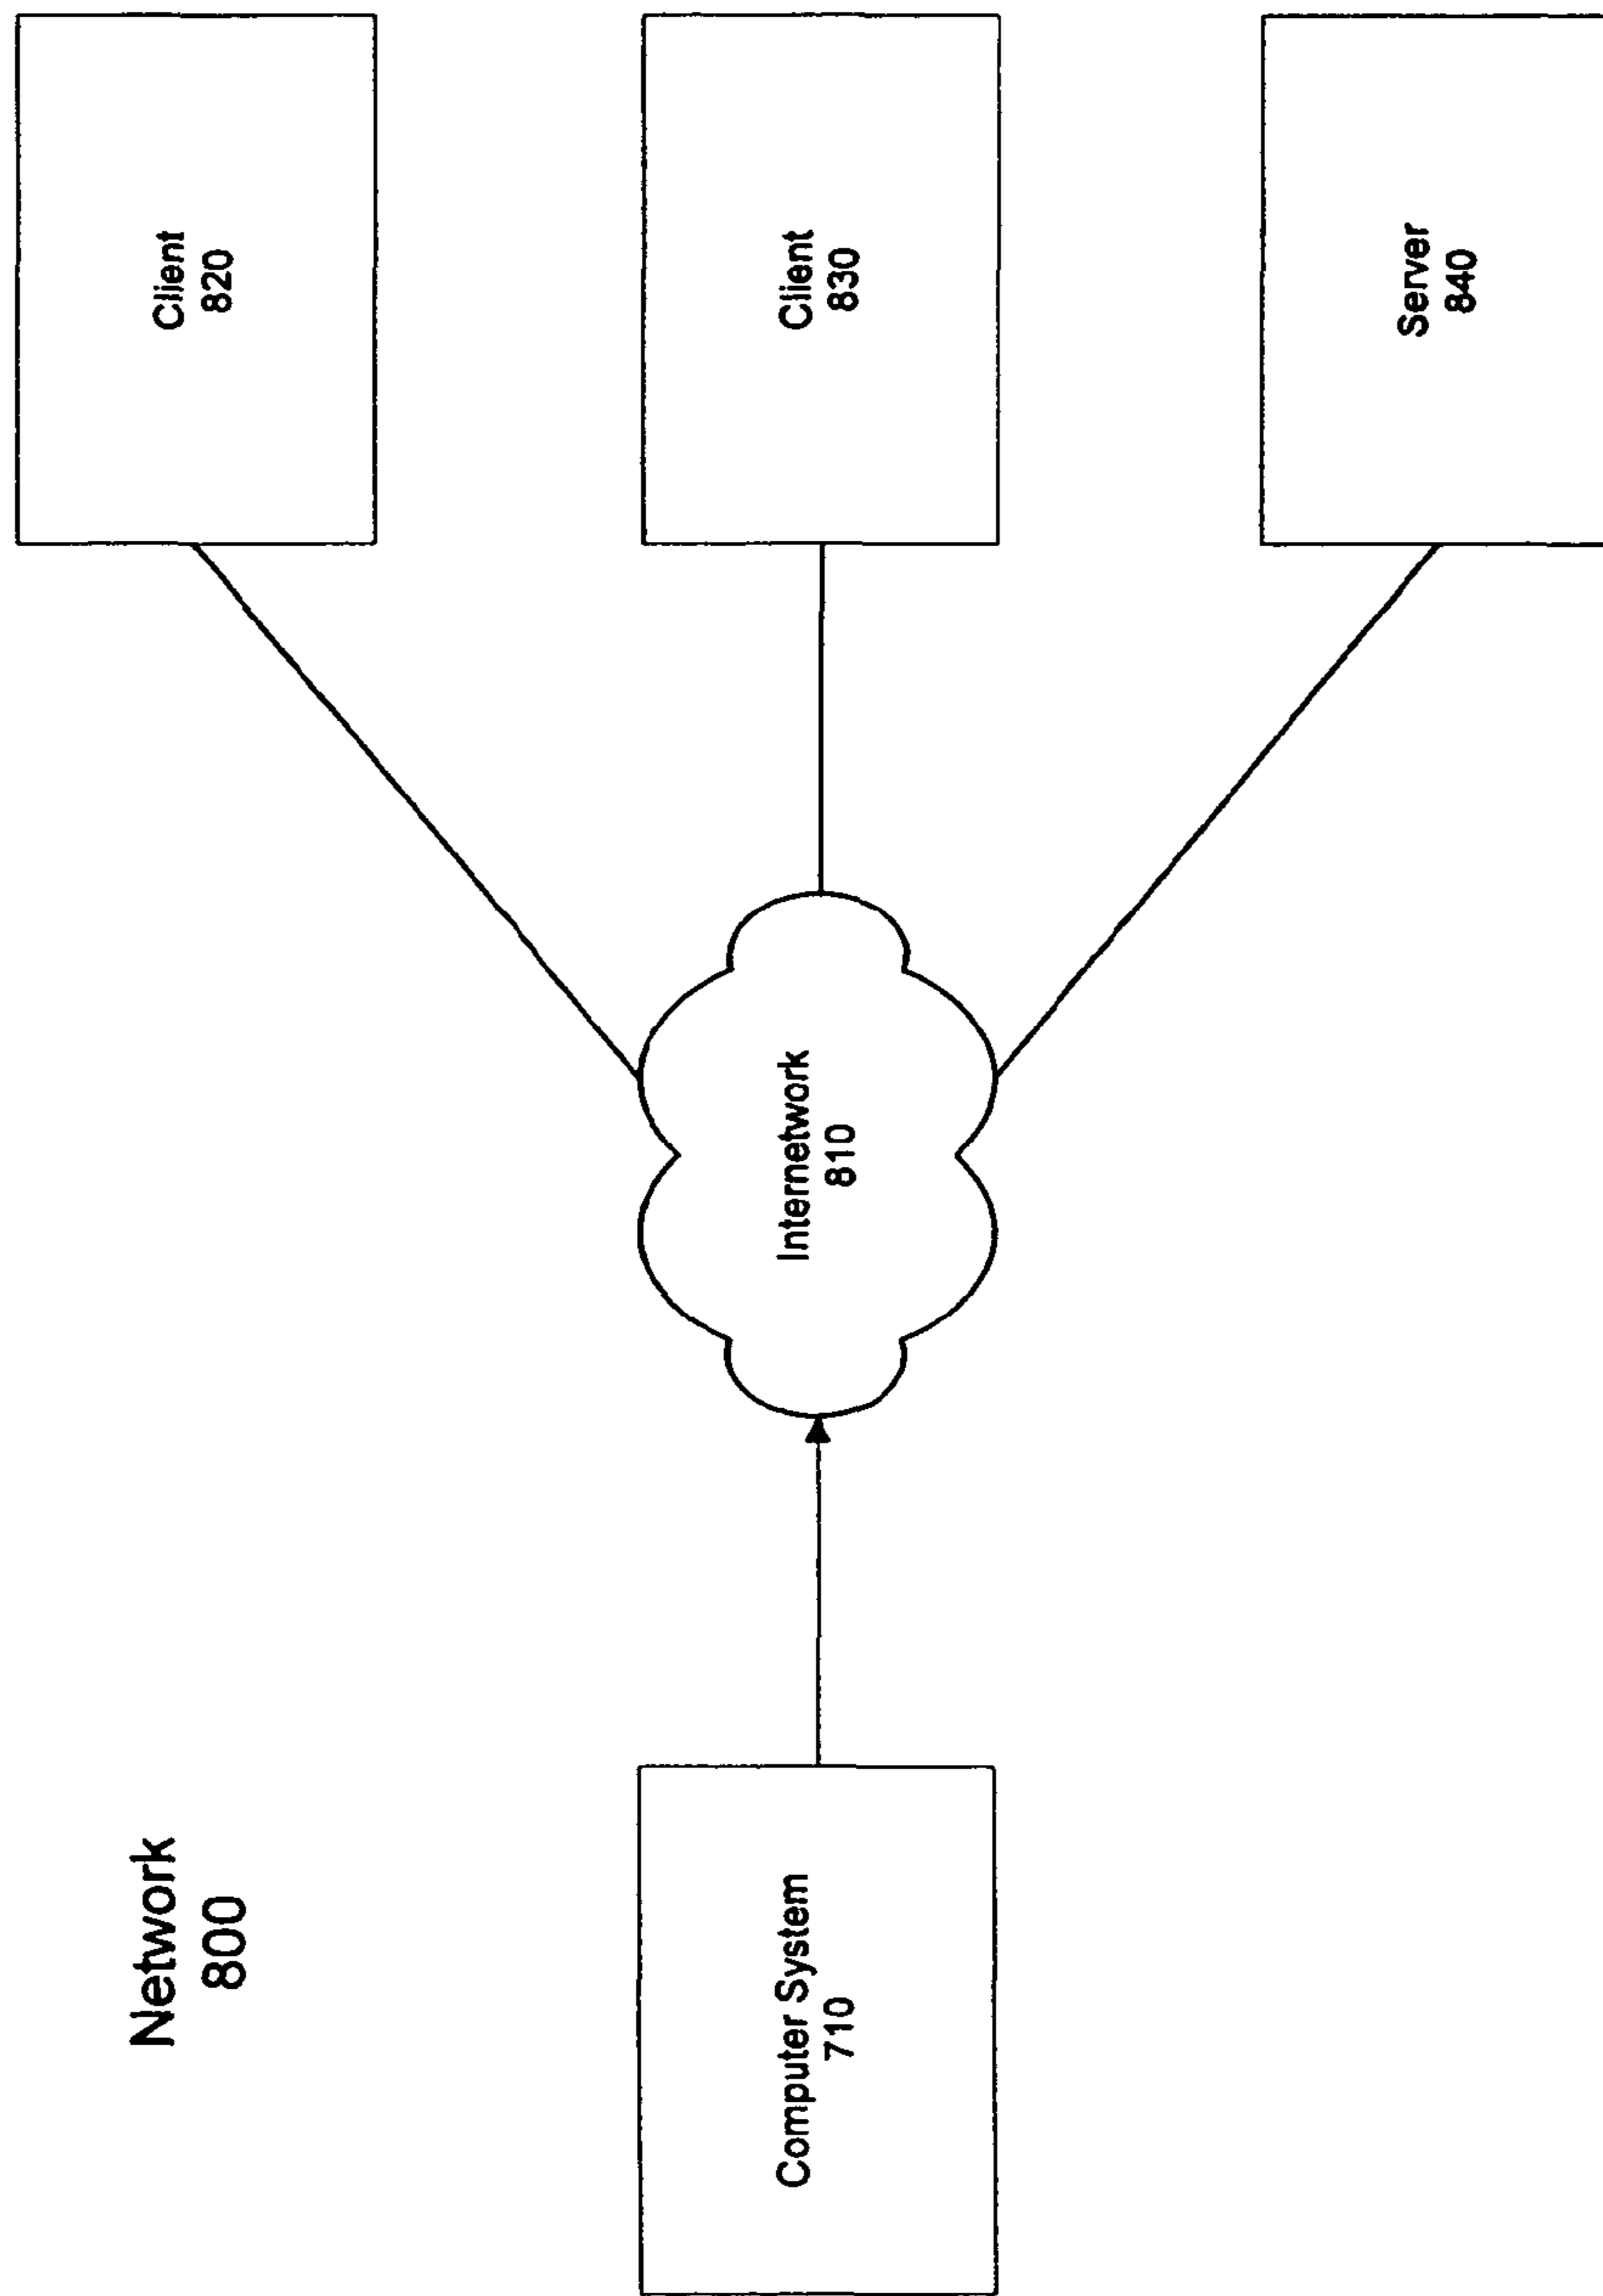 Network
800
Computer System
710
Internetwork
810
Client
820
Client
830
Server
840